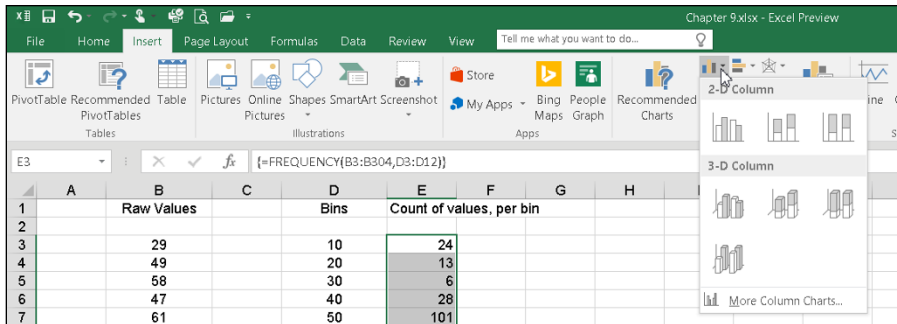 Chapter 9.xlsx - Excel Preview
File Home Insert Page Layout Formulas Data Review View Tell me what you want to do...
PivotTable Recommended PivotTables Table Pictures Online Pictures Shapes SmartArt Screenshot Store My Apps Bing Maps People Graph Recommended Charts
Tables Illustrations Apps
2-D Column
3-D Column
More Column Charts...
E3 fx {=FREQUENCY(B3:B304,D3:D12)}
A B C D E F G H
1 Raw Values Bins Count of values, per bin
2
3 29 10 24
4 49 20 13
5 58 30 6
6 47 40 28
7 61 50 101